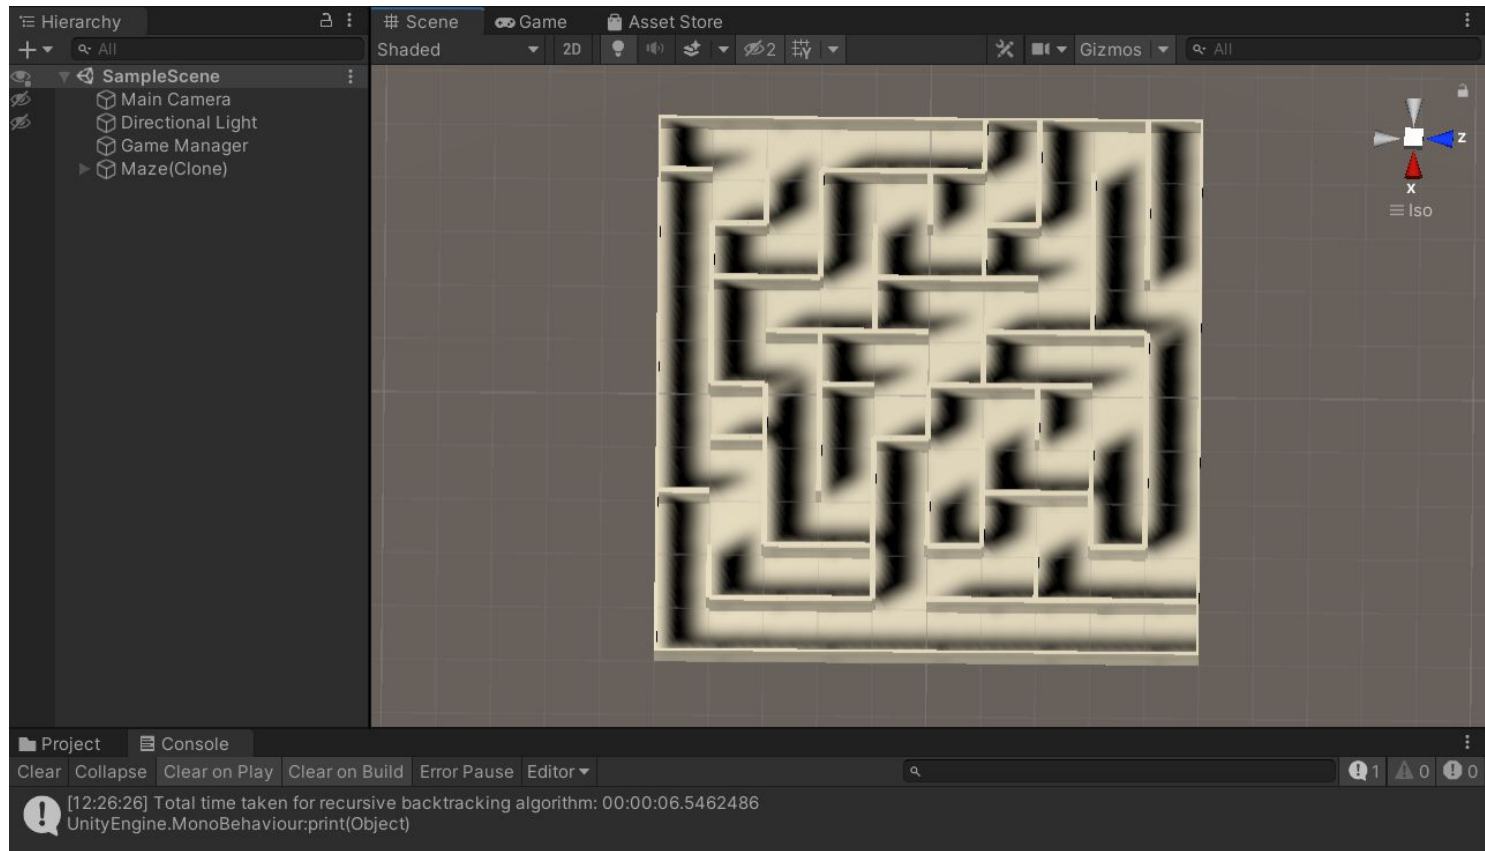 Hierarchy
All
SampleScene
Main Camera
Directional Light
Game Manager
Maze(Clone)
Scene Game Asset Store
Shaded 2D 2 Gizmos All
z
x
Iso
Project Console
Clear Collapse Clear on Play Clear on Build Error Pause Editor 1 0 0
[12:26:26] Total time taken for recursive backtracking algorithm: 00:00:06.5462486
UnityEngine.MonoBehaviour:print(Object)